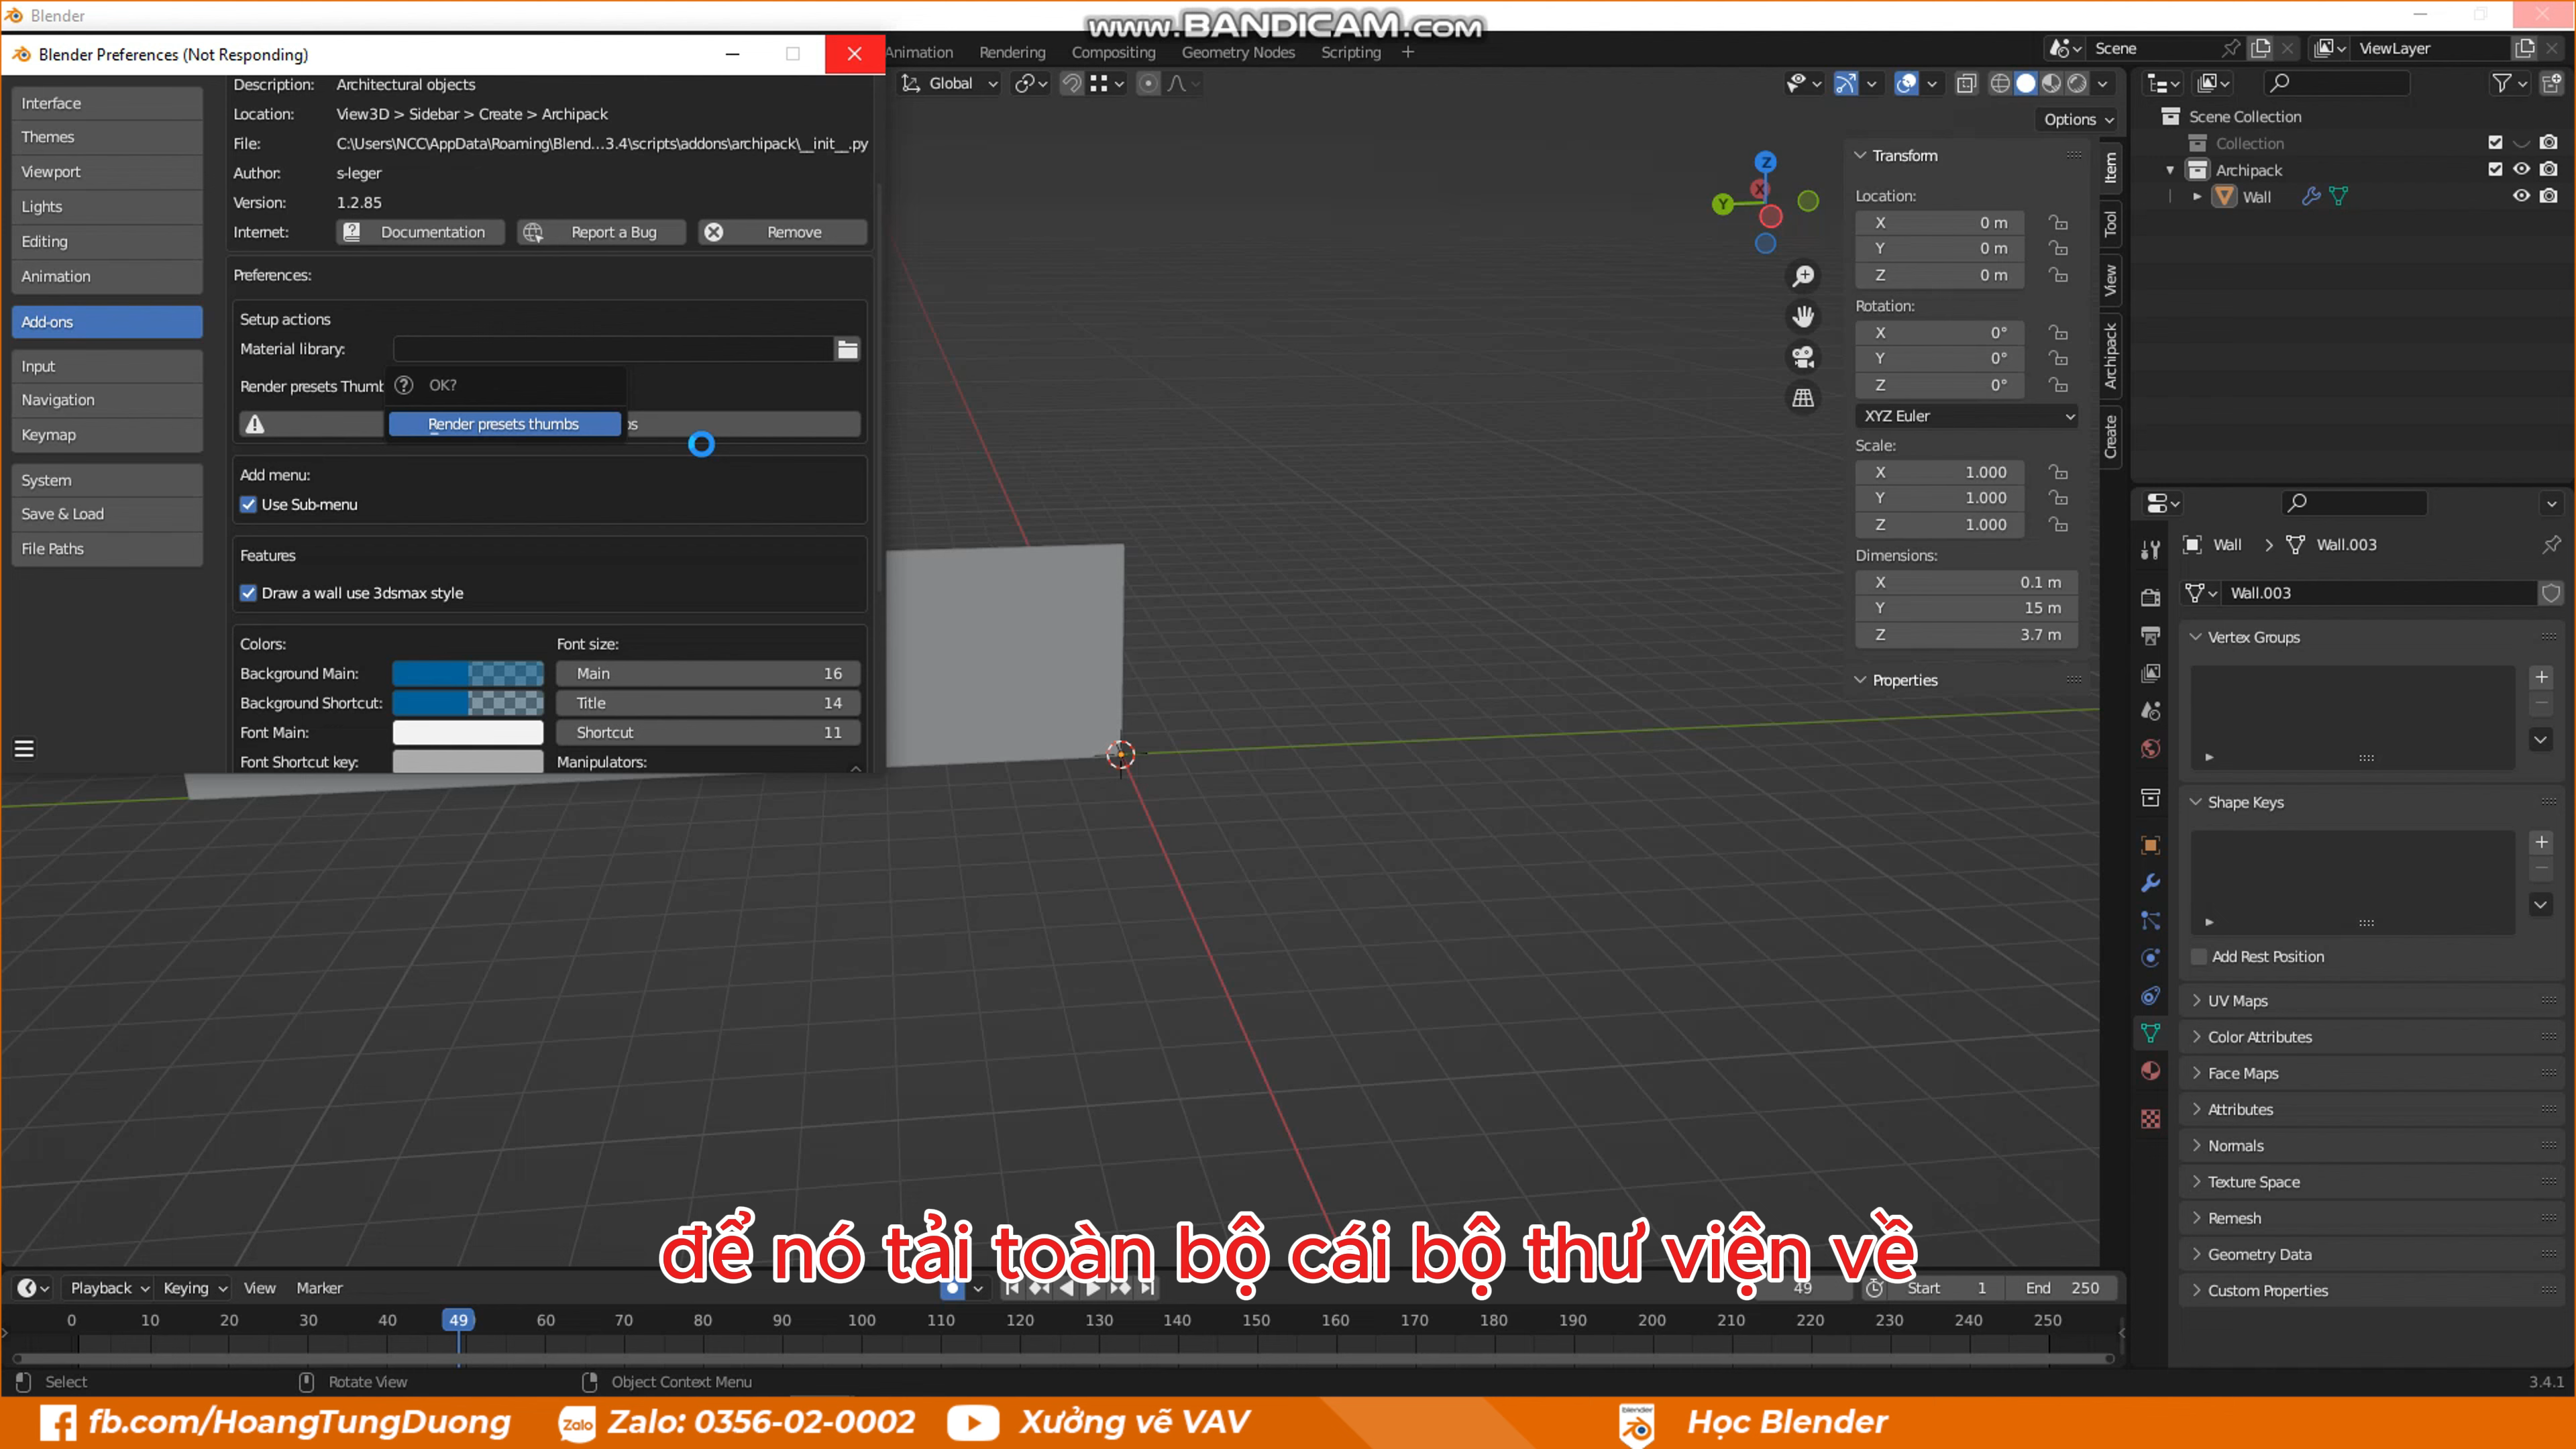 Blender
www.BANDICAM.com
Blender Preferences (Not Responding)
Animation Rendering Compositing Geometry Nodes Scripting +
Scene
ViewLayer
Global
Options
Interface
Themes
Viewport
Lights
Editing
Animation
Add-ons
Input
Navigation
Keymap
System
Save & Load
File Paths
Description: Architectural objects
Location: View3D > Sidebar > Create > Archipack
File: C:\Users\NCC\AppData\Roaming\Blend...3.4\scripts\addons\archipack\__init__.py
Author: s-leger
Version: 1.2.85
Internet: Documentation Report a Bug Remove
Preferences:
Setup actions
Material library:
Render presets Thumb
OK?
Render presets thumbs
bs
Add menu:
Use Sub-menu
Features
Draw a wall use 3dsmax style
Colors: Font size:
Background Main: Main 16
Background Shortcut: Title 14
Font Main: Shortcut 11
Font Shortcut key: Manipulators:
Z
X
Y
Transform
Location:
X 0 m
Y 0 m
Z 0 m
Rotation:
X 0°
Y 0°
Z 0°
XYZ Euler
Scale:
X 1.000
Y 1.000
Z 1.000
Dimensions:
X 0.1 m
Y 15 m
Z 3.7 m
Properties
Item
Tool
View
Archipack
Create
Scene Collection
Collection
Archipack
Wall
Wall > Wall.003
Wall.003
Vertex Groups
Shape Keys
Add Rest Position
UV Maps
Color Attributes
Face Maps
Attributes
Normals
Texture Space
Remesh
Geometry Data
Custom Properties
để nó tải toàn bộ cái bộ thư viện về
Playback Keying View Marker
49 Start 1 End 250
0 10 20 30 40 49 60 70 80 90 100 110 120 130 140 150 160 170 180 190 200 210 220 230 240 250
Select Rotate View Object Context Menu
3.4.1
fb.com/HoangTungDuong Zalo Zalo: 0356-02-0002 Xưởng vẽ VAV blender Học Blender